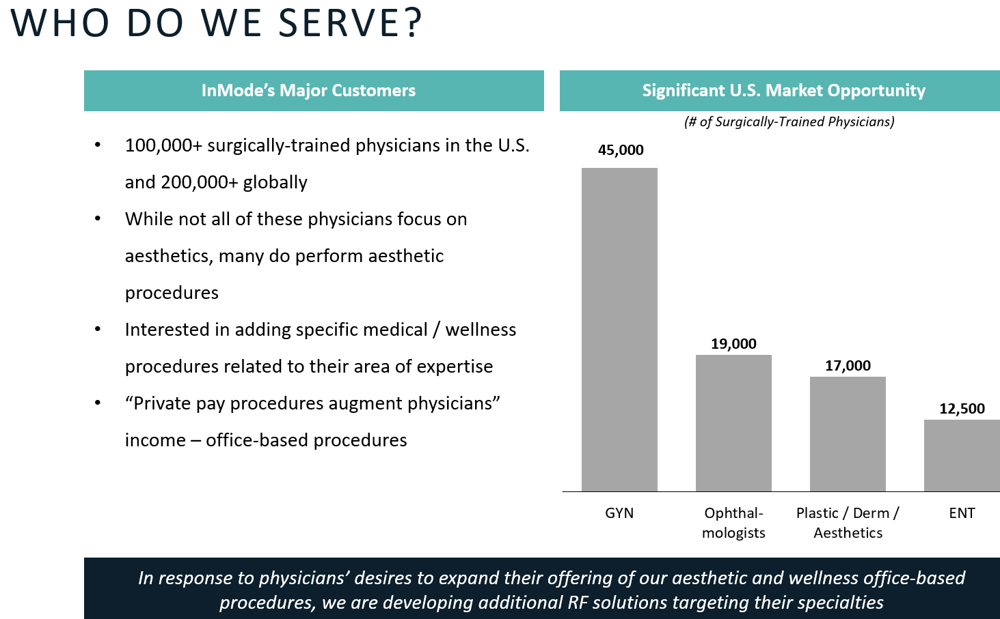 WHO DO WE SERVE?
InMode’s Major Customers
• 100,000+ surgically-trained physicians in the U.S.
and 200,000+ globally
• While not all of these physicians focus on
aesthetics, many do perform aesthetic
procedures
• Interested in adding specific medical / wellness
procedures related to their area of expertise
• “Private pay procedures augment physicians”
income – office-based procedures
Significant U.S. Market Opportunity
(# of Surgically-Trained Physicians)
45,000
19,000
17,000
12,500
GYN
Ophthal-
mologists
Plastic / Derm /
Aesthetics
ENT
In response to physicians’ desires to expand their offering of our aesthetic and wellness office-based
procedures, we are developing additional RF solutions targeting their specialties